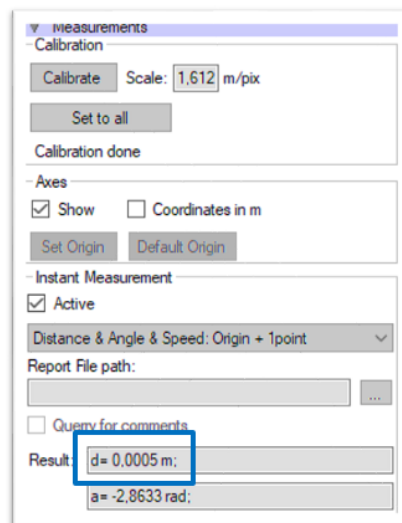 Measurements
Calibration
Calibrate Scale: 1,612 m/pix
Set to all
Calibration done
Axes
Show Coordinates in m
Set Origin Default Origin
Instant Measurement
Active
Distance & Angle & Speed: Origin + 1point
Report File path:
...
Querry for comments
Result: d= 0,0005 m;
a= -2,8633 rad;